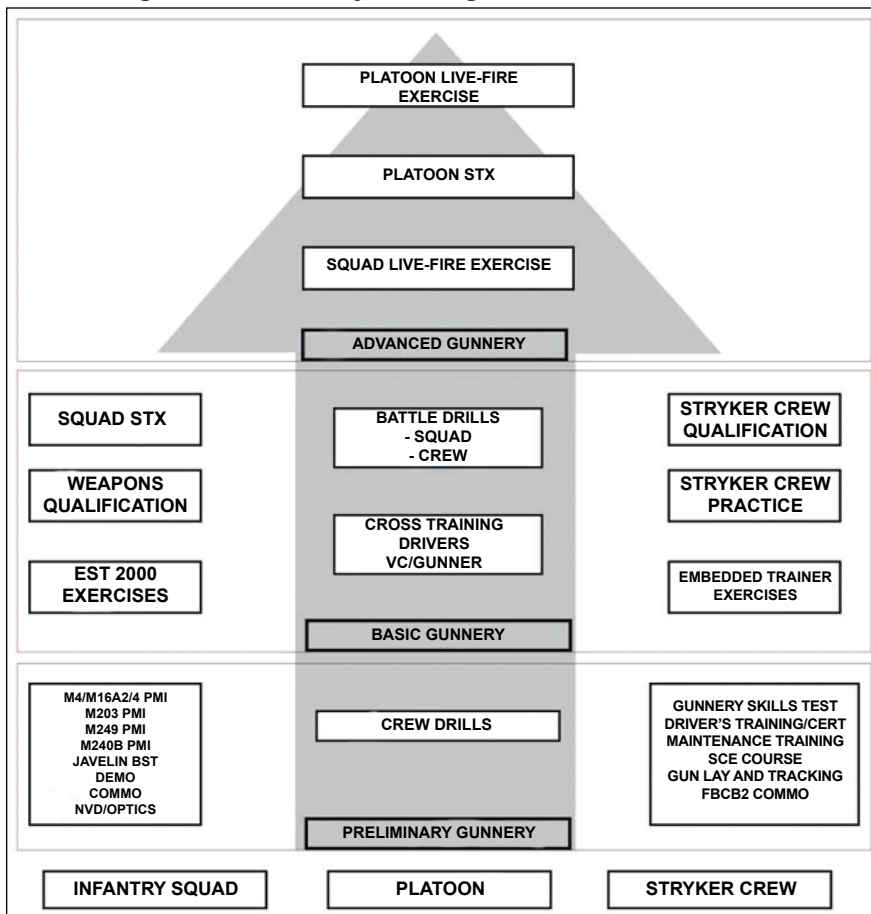 PLATOON LIVE-FIRE
EXERCISE
PLATOON STX
SQUAD LIVE-FIRE EXERCISE
ADVANCED GUNNERY
SQUAD STX
BATTLE DRILLS
- SQUAD
- CREW
STRYKER CREW
QUALIFICATION
WEAPONS
QUALIFICATION
STRYKER CREW
PRACTICE
CROSS TRAINING
DRIVERS
VC/GUNNER
EST 2000
EXERCISES
EMBEDDED TRAINER
EXERCISES
BASIC GUNNERY
M4/M16A2/4 PMI
M203 PMI
M249 PMI
M240B PMI
JAVELIN BST
DEMO
COMMO
NVD/OPTICS
CREW DRILLS
GUNNERY SKILLS TEST
DRIVER'S TRAINING/CERT
MAINTENANCE TRAINING
SCE COURSE
GUN LAY AND TRACKING
FBCB2 COMMO
PRELIMINARY GUNNERY
INFANTRY SQUAD
PLATOON
STRYKER CREW